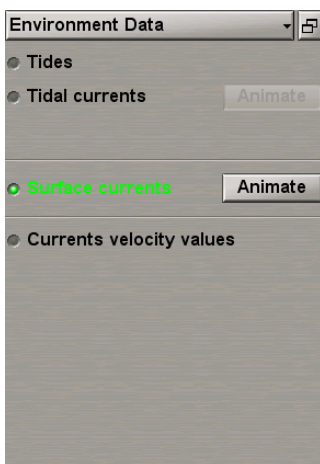 Environment Data
Tides
Tidal currents Animate
Surface currents Animate
Currents velocity values